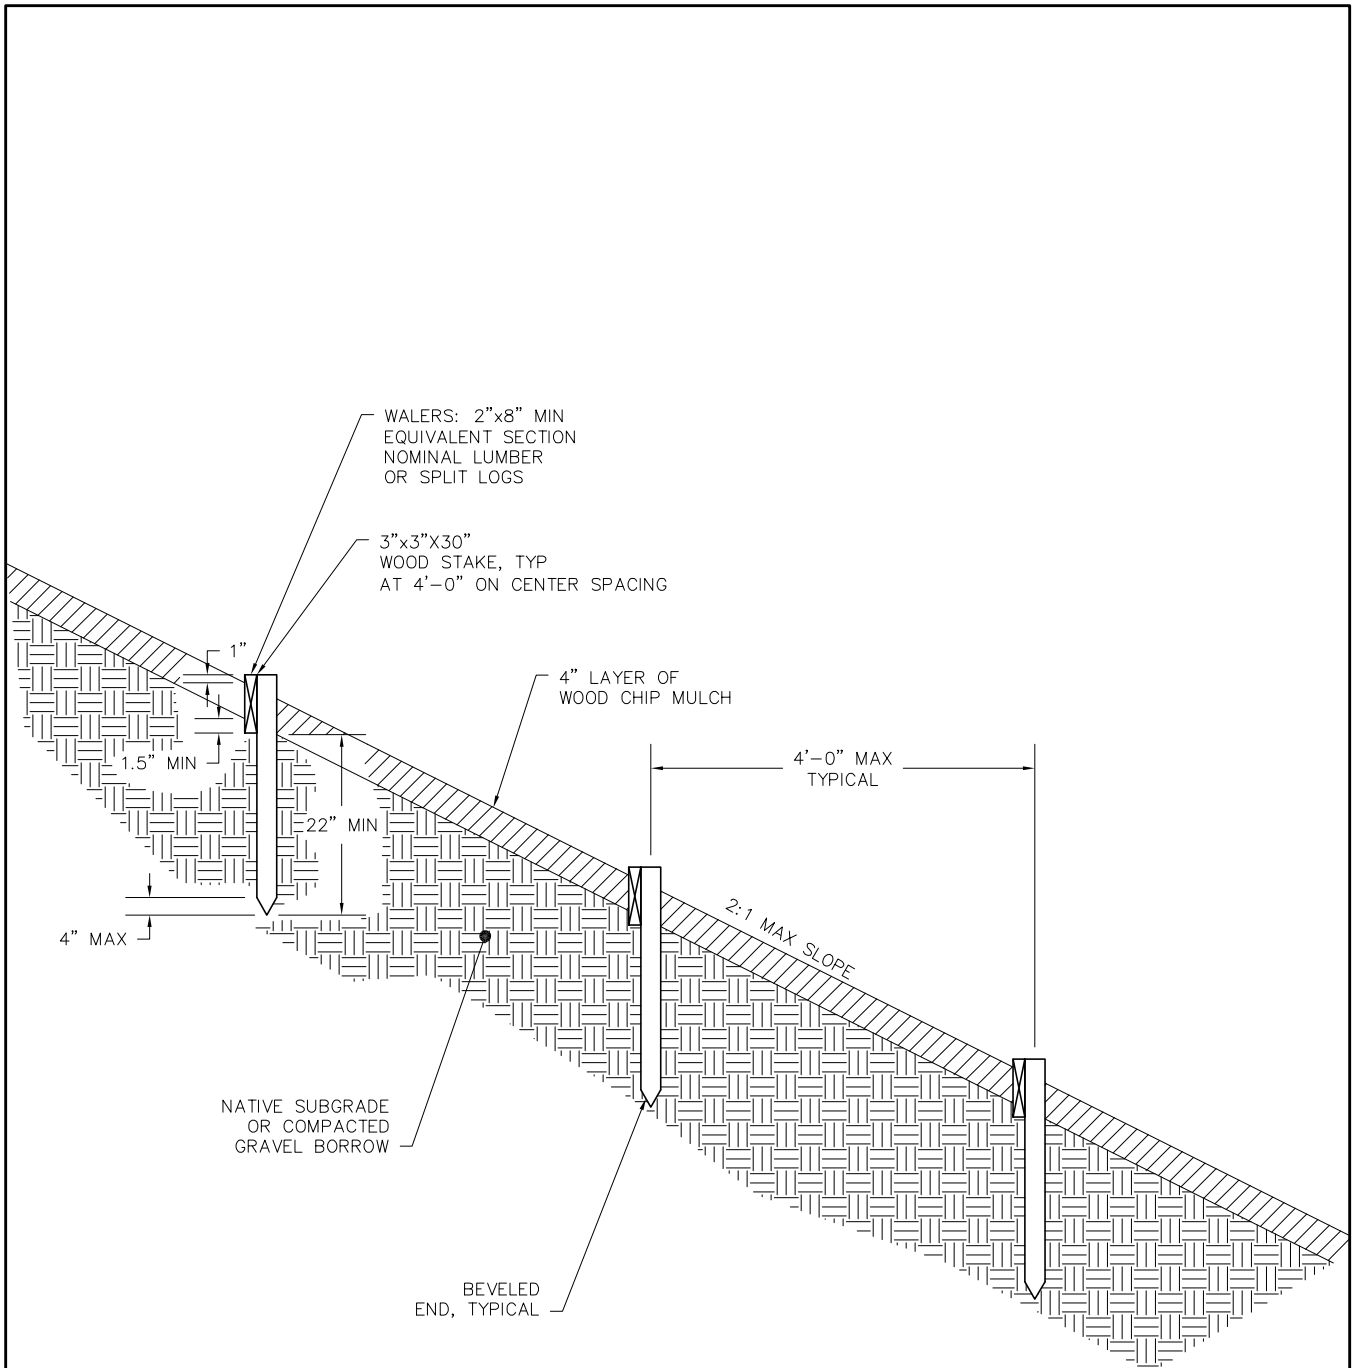 WALERS: 2”x8” MIN
EQUIVALENT SECTION
NOMINAL LUMBER
OR SPLIT LOGS
3”x3”X30”
WOOD STAKE, TYP
AT 4’-0” ON CENTER SPACING
1”
4” LAYER OF
WOOD CHIP MULCH
1.5” MIN
4’-0” MAX
TYPICAL
22” MIN
2:1 MAX SLOPE
4” MAX
NATIVE SUBGRADE
OR COMPACTED
GRAVEL BORROW
BEVELED
END, TYPICAL